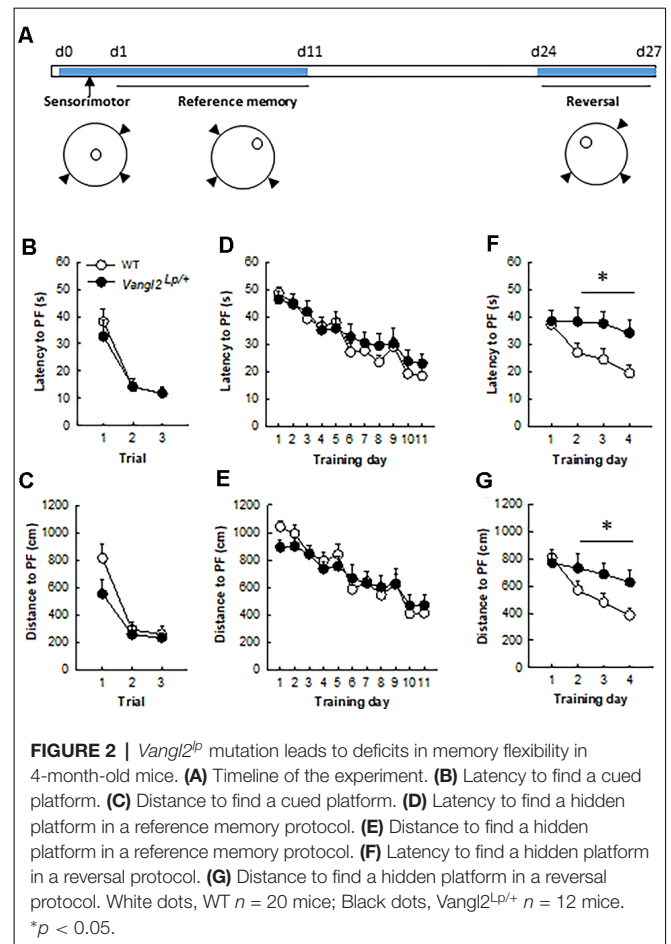 A
d0 d1 d11 d24 d27
Sensorimotor Reference memory Reversal
B
WT
Vangl2 Lp/+
60
50
40
30
20
10
0
Latency to PF (s)
1 2 3
Trial
D
60
50
40
30
20
10
0
Latency to PF (s)
1 2 3 4 5 6 7 8 9 10 11
Training day
F
60
50
40
30
20
10
0
Latency to PF (s)
*
1 2 3 4
Training day
C
1200
1000
800
600
400
200
0
Distance to PF (cm)
1 2 3
Trial
E
1200
1000
800
600
400
200
0
Distance to PF (cm)
1 2 3 4 5 6 7 8 9 10 11
Training day
G
1200
1000
800
600
400
200
0
Distance to PF (cm)
*
1 2 3 4
Training day
FIGURE 2 | Vangl2lp mutation leads to deficits in memory flexibility in
4-month-old mice. (A) Timeline of the experiment. (B) Latency to find a cued
platform. (C) Distance to find a cued platform. (D) Latency to find a hidden
platform in a reference memory protocol. (E) Distance to find a hidden
platform in a reference memory protocol. (F) Latency to find a hidden platform
in a reversal protocol. (G) Distance to find a hidden platform in a reversal
protocol. White dots, WT n = 20 mice; Black dots, Vangl2Lp/+ n = 12 mice.
*p < 0.05.